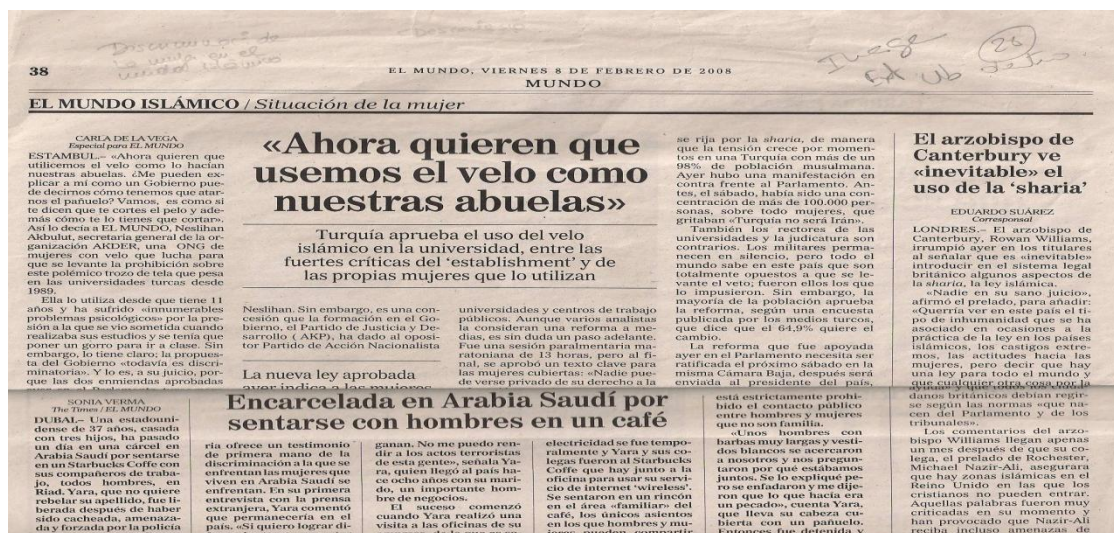 38
EL MUNDO, VIERNES 8 DE FEBRERO DE 2008
MUNDO
EL MUNDO ISLÁMICO / Situación de la mujer
CARLA DE LA VEGA
Especial para EL MUNDO
ESTAMBUL.– «Ahora quieren que
utilicemos el velo como lo hacían
nuestras abuelas. ¿Me pueden ex-
plicar a mí como un Gobierno pue-
de decirnos cómo tenemos que atar-
nos el pañuelo? Vamos, es como si
te dicen que te cortes el pelo y ade-
más cómo te lo tienes que cortar».
Así lo decía a EL MUNDO, Neslihan
Akbulut, secretaria general de la or-
ganización AKDER, una ONG de
mujeres con velo que lucha para
que se levante la prohibición sobre
este polémico trozo de tela que pesa
en las universidades turcas desde
1989.
Ella lo utiliza desde que tiene 11
años y ha sufrido «innumerables
problemas psicológicos» por la pre-
sión a la que se vio sometida cuando
realizaba sus estudios y se tenía que
poner un gorro para ir a clase. Sin
embargo, lo tiene claro; la propues-
ta del Gobierno «todavía es discri-
minatoria». Y lo es, a su juicio, por-
que las dos enmiendas aprobadas
«Ahora quieren que
usemos el velo como
nuestras abuelas»
Turquía aprueba el uso del velo
islámico en la universidad, entre las
fuertes críticas del 'establishment' y de
las propias mujeres que lo utilizan
Neslihan. Sin embargo, es una con-
cesión que la formación en el Go-
bierno, el Partido de Justicia y De-
sarrollo ( AKP), ha dado al oposi-
tor Partido de Acción Nacionalista
La nueva ley aprobada
ayer indica a las mujeres
universidades y centros de trabajo
públicos. Aunque varios analistas
la consideran una reforma a me-
dias, es sin duda un paso adelante.
Fue una sesión paralmentaria ma-
ratoniana de 13 horas, pero al fi-
nal, se aprobó un texto clave para
las mujeres cubiertas: «Nadie pue-
de verse privado de su derecho a la
se rija por la sharia, de manera
que la tensión crece por momen-
tos en una Turquía con más de un
98% de población musulmana.
Ayer hubo una manifestación en
contra frente al Parlamento. An-
tes, el sábado, había sido una con-
centración de más de 100.000 per-
sonas, sobre todo mujeres, que
gritaban «Turquía no será Irán».
También los rectores de las
universidades y la judicatura son
contrarios. Los militares perma-
necen en silencio, pero todo el
mundo sabe en este país que son
totalmente opuestos a que se le-
vante el veto; fueron ellos los que
lo impusieron. Sin embargo, la
mayoría de la población aprueba
la reforma, según una encuesta
publicada por los medios turcos,
que dice que el 64,9% quiere el
cambio.
La reforma que fue apoyada
ayer en el Parlamento necesita ser
ratificada el próximo sábado en la
misma Cámara Baja, después será
enviada al presidente del país,
El arzobispo de
Canterbury ve
«inevitable» el
uso de la 'sharia'
EDUARDO SUÁREZ
Corresponsal
LONDRES.– El arzobispo de
Canterbury, Rowan Williams,
irrumpió ayer en los titulares
al señalar que es «inevitable»
introducir en el sistema legal
británico algunos aspectos de
la sharia, la ley islámica.
«Nadie en su sano juicio»,
afirmó el prelado, para añadir:
«Querría ver en este país el ti-
po de inhumanidad que se ha
asociado en ocasiones a la
práctica de la ley en los países
islámicos, los castigos extre-
mos, las actitudes hacia las
mujeres, pero decir que hay
una ley para todo el mundo y
que cualquier otra cosa por la
danos británicos debían regir-
se según las normas «que na-
cen del Parlamento y de los
tribunales».
Los comentarios del arzo-
bispo Williams llegan apenas
un mes después de que su co-
lega, el prelado de Rochester,
Michael Nazir-Ali, asegurara
que hay zonas islámicas en el
Reino Unido en las que los
cristianos no pueden entrar.
Aquellas palabras fueron muy
criticadas en su momento y
han provocado que Nazir-Ali
reciba incluso amenazas de
SONIA VERMA
The Times / EL MUNDO
DUBAI.– Una estadouni-
dense de 37 años, casada
con tres hijos, ha pasado
un día en una cárcel en
Arabia Saudí por sentarse
en un Starbucks Coffe con
sus compañeros de traba-
jo, todos hombres, en
Riad. Yara, que no quiere
rebelar su apellido, fue li-
berada después de haber
sido cacheada, amenaza-
da y forzada por la policía
Encarcelada en Arabia Saudí por
sentarse con hombres en un café
ría ofrece un testimonio
de primera mano de la
discriminación a la que se
enfrentan las mujeres que
viven en Arabia Saudí se
enfrentan. En su primera
entrevista con la prensa
extranjera, Yara comentó
que permanecería en el
país. «Si quiero lograr di-
ganan. No me puedo ren-
dir a los actos terroristas
de esta gente», señala Ya-
ra, quien llegó al país ha-
ce ocho años con su mari-
do, un importante hom-
bre de negocios.
El suceso comenzó
cuando Yara realizó una
visita a las oficinas de su
electricidad se fue tempo-
ralmente y Yara y sus co-
legas fueron al Starbucks
Coffe que hay junto a la
oficina para usar su servi-
cio de internet 'wireless'.
Se sentaron en un rincón
en el área «familiar» del
café, los únicos asientos
en los que hombres y mu-
jeres pueden compartir
está estrictamente prohi-
bido el contacto público
entre hombres y mujeres
que no son familia.
«Unos hombres con
barbas muy largas y vesti-
dos blancos se acercaron
a nosotros y nos pregun-
taron por qué estábamos
juntos. Se lo expliqué pe-
ro se enfadaron y me dije-
ron que lo que hacía era
un pecado», cuenta Yara,
que lleva su cabeza cu-
bierta con un pañuelo.
Entonces fue detenida y